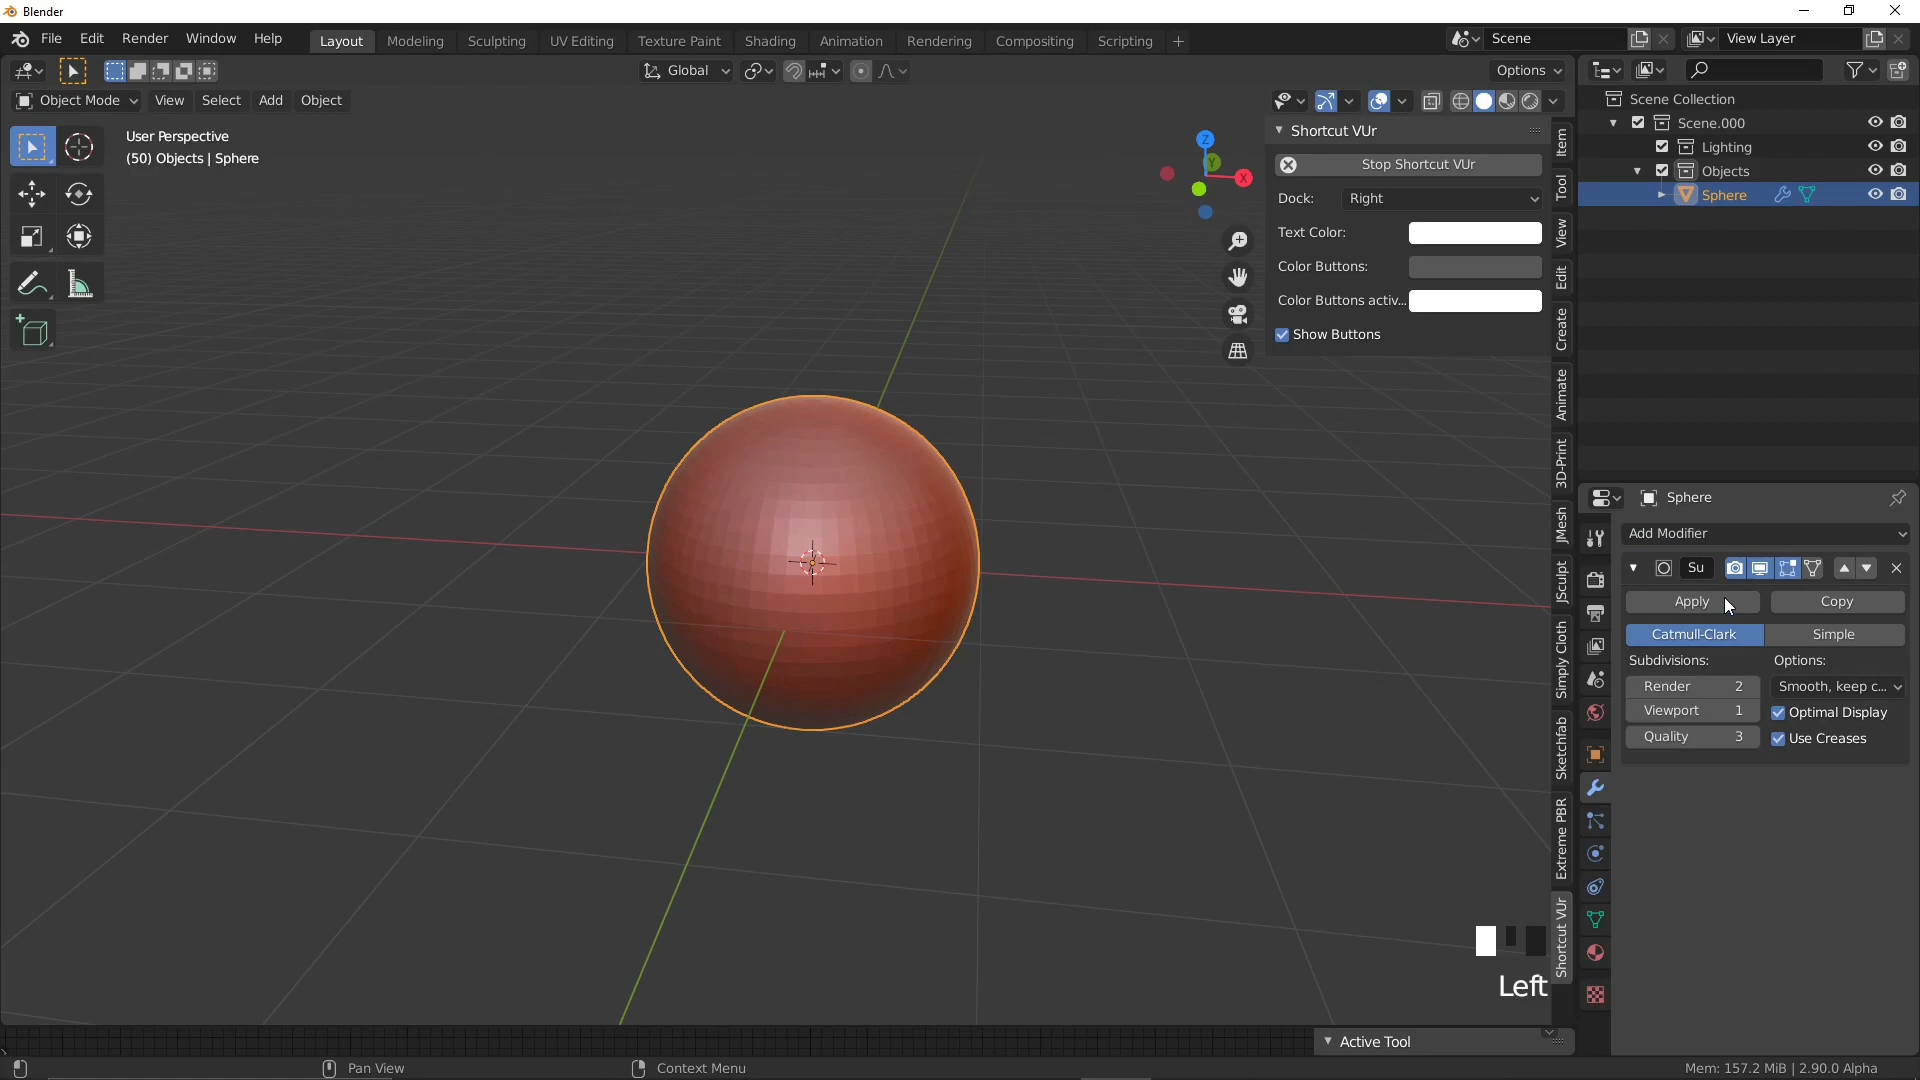 Blender
File Edit Render Window Help
Layout Modeling Sculpting UV Editing Texture Paint Shading Animation Rendering Compositing Scripting
Scene
View Layer
Global
Options
Object Mode View Select Add Object
User Perspective
(50) Objects | Sphere
Z
Y
X
Shortcut VUr
Stop Shortcut VUr
Dock: Right
Text Color:
Color Buttons:
Color Buttons activ...
Show Buttons
Item
Tool
View
Edit
Create
Animate
3D-Print
JMesh
JSculpt
Simply Cloth
Sketchfab
Extreme PBR
Shortcut VUr
Scene Collection
Scene.000
Lighting
Objects
Sphere
Sphere
Add Modifier
Su
Apply Copy
Catmull-Clark Simple
Subdivisions: Options:
Render 2 Smooth, keep c...
Viewport 1 Optimal Display
Quality 3 Use Creases
Left
Active Tool
Pan View
Context Menu
Mem: 157.2 MiB | 2.90.0 Alpha